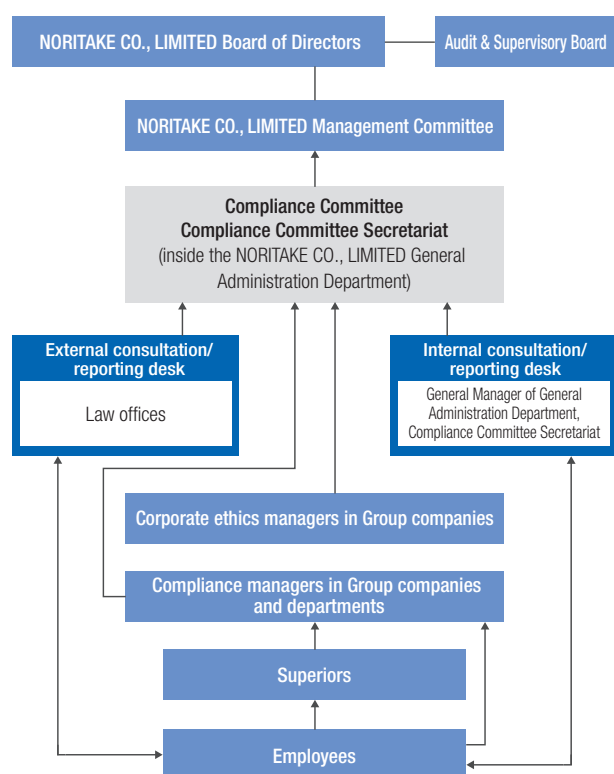 NORITAKE CO., LIMITED Board of Directors
Audit & Supervisory Board
NORITAKE CO., LIMITED Management Committee
Compliance Committee
Compliance Committee Secretariat
(inside the NORITAKE CO., LIMITED General
Administration Department)
External consultation/
reporting desk
Law offices
Internal consultation/
reporting desk
General Manager of General
Administration Department,
Compliance Committee Secretariat
Corporate ethics managers in Group companies
Compliance managers in Group companies
and departments
Superiors
Employees